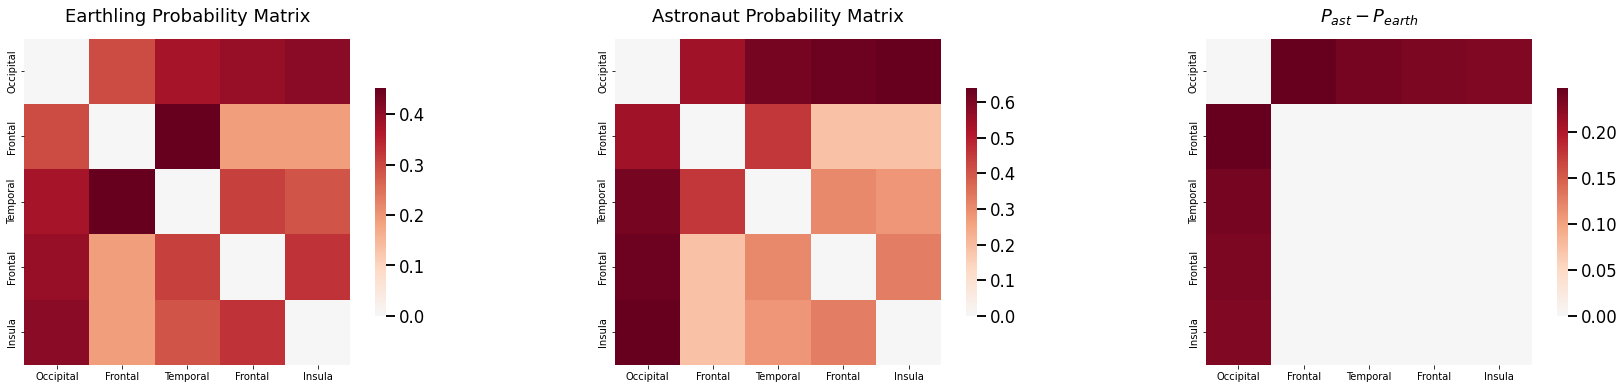 Earthling Probability Matrix
Occipital
Frontal
Temporal
Frontal
Insula
Occipital Frontal Temporal Frontal Insula
0.4
0.3
0.2
0.1
0.0
Astronaut Probability Matrix
Occipital
Frontal
Temporal
Frontal
Insula
Occipital Frontal Temporal Frontal Insula
0.6
0.5
0.4
0.3
0.2
0.1
0.0
P_ast − P_earth
Occipital
Frontal
Temporal
Frontal
Insula
Occipital Frontal Temporal Frontal Insula
0.20
0.15
0.10
0.05
0.00